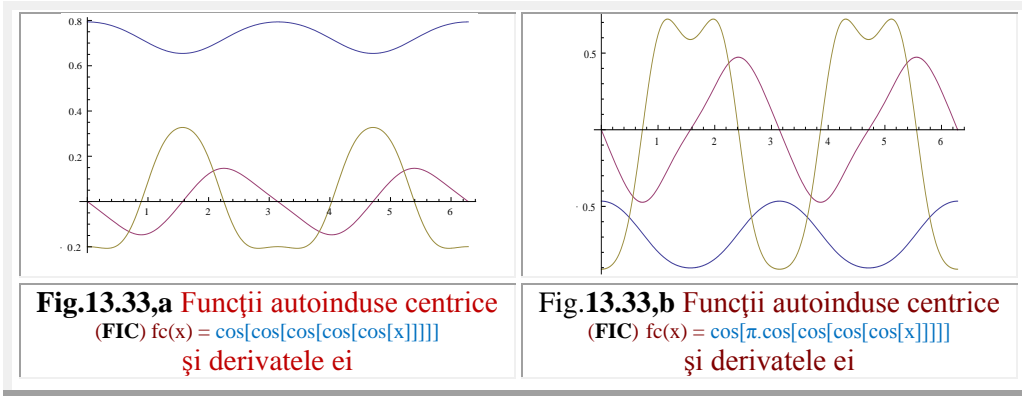 0.8
0.6
0.4
0.2
- 0.2
1 2 3 4 5 6
Fig.13.33,a Funcţii autoinduse centrice
(FIC) fc(x) = cos[cos[cos[cos[cos[x]]]]]
şi derivatele ei
0.5
- 0.5
1 2 3 4 5 6
Fig.13.33,b Funcţii autoinduse centrice
(FIC) fc(x) = cos[π.cos[cos[cos[cos[x]]]]]
şi derivatele ei